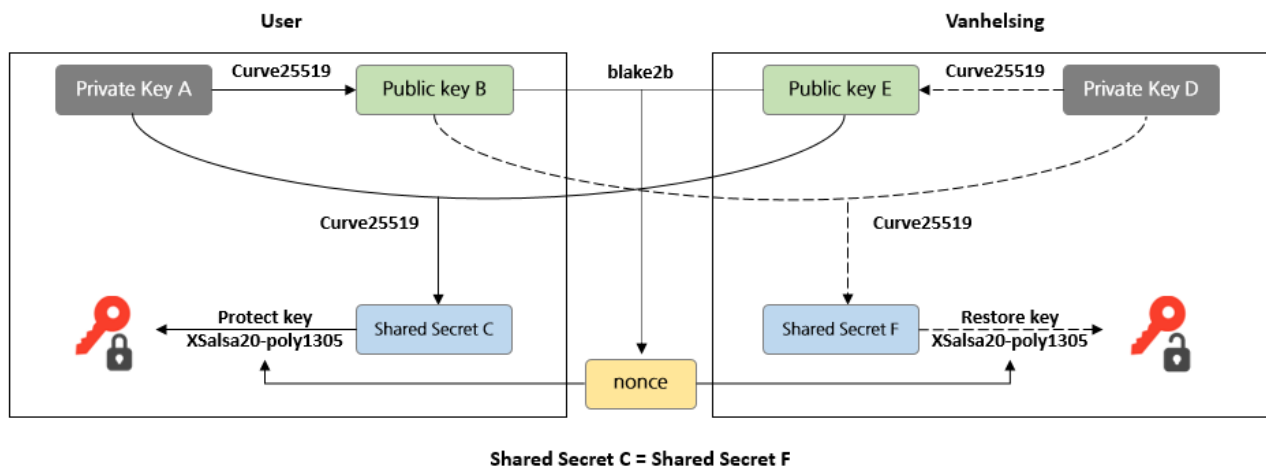 User
Vanhelsing
Private Key A
Curve25519
Public key B
blake2b
Public key E
Curve25519
Private Key D
Curve25519
Curve25519
Protect key
XSalsa20-poly1305
Shared Secret C
Shared Secret F
Restore key
XSalsa20-poly1305
nonce
Shared Secret C = Shared Secret F